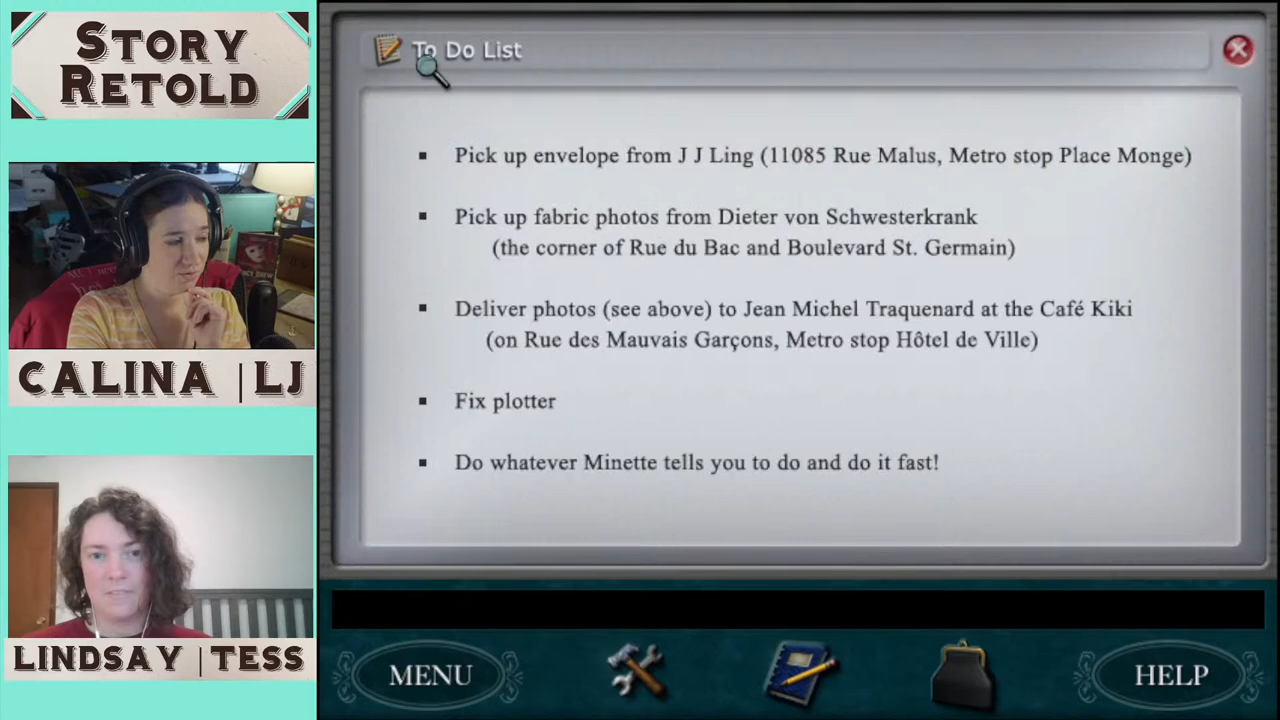 STORY
RETOLD
CALINA | LJ
LINDSAY | TESS
To Do List
Pick up envelope from J J Ling (11085 Rue Malus, Metro stop Place Monge)
Pick up fabric photos from Dieter von Schwesterkrank
(the corner of Rue du Bac and Boulevard St. Germain)
Deliver photos (see above) to Jean Michel Traquenard at the Café Kiki
(on Rue des Mauvais Garçons, Metro stop Hôtel de Ville)
Fix plotter
Do whatever Minette tells you to do and do it fast!
MENU
HELP